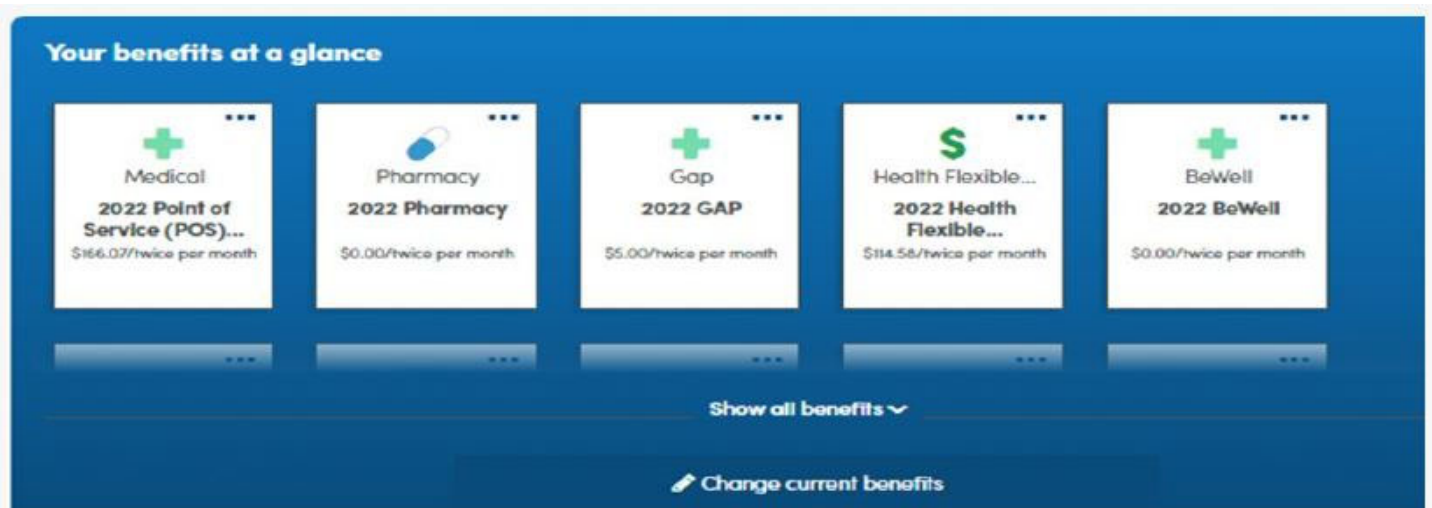 Your benefits at a glance
Medical
2022 Point of
Service (POS)...
$166.07/twice per month
Pharmacy
2022 Pharmacy
$0.00/twice per month
Gap
2022 GAP
$5.00/twice per month
Health Flexible...
2022 Health
Flexible...
$114.58/twice per month
BeWell
2022 BeWell
$0.00/twice per month
Show all benefits
Change current benefits